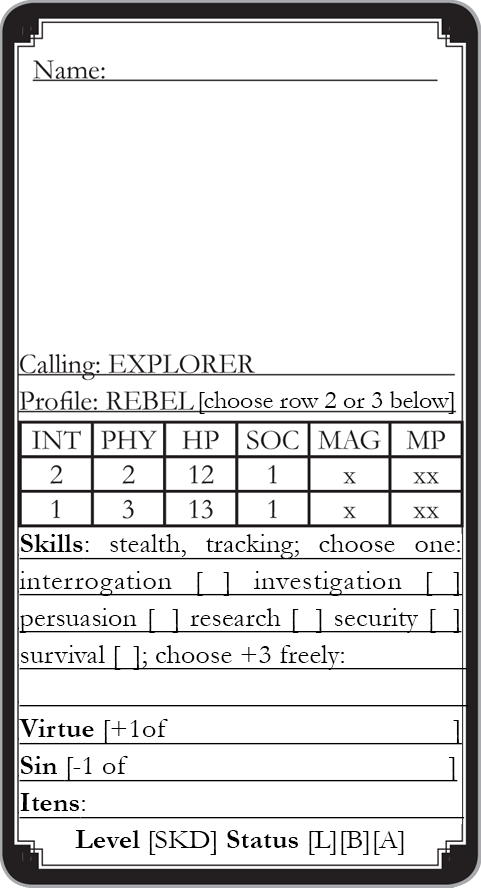 Name:
Calling: EXPLORER
Profile: REBEL [choose row 2 or 3 below]
INT PHY HP SOC MAG MP
2 2 12 1 x xx
1 3 13 1 x xx
Skills: stealth, tracking; choose one:
interrogation [ ] investigation [ ]
persuasion [ ] research [ ] security [ ]
survival [ ]; choose +3 freely:
Virtue [+1of ]
Sin [-1 of ]
Itens:
Level [SKD] Status [L][B][A]